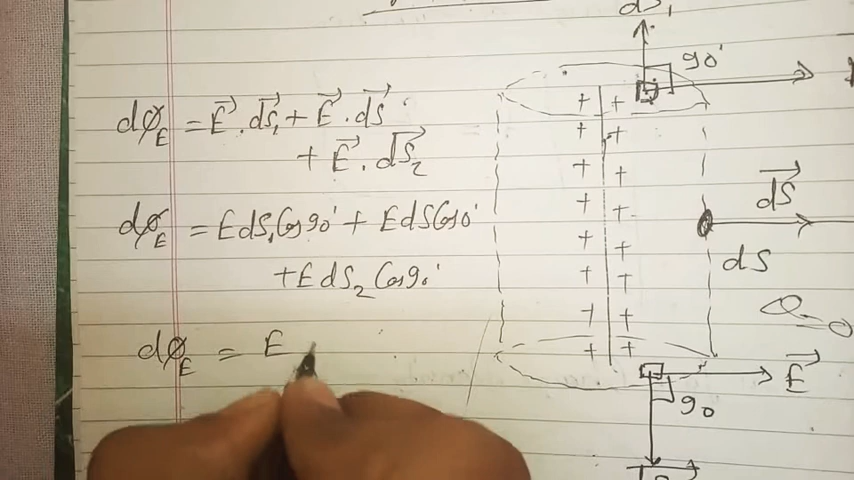 dS₁
90°
dφ_E = E⃗ . dS⃗₁ + E⃗ . dS⃗
+ E⃗ . dS⃗₂
dφ_E = E dS₁ Cos 90° + E dS Cos 0°
+ E dS₂ Cos 90°
dφ_E = E
+ +
+ +
+ +
+ +
+ +
+ +
+ +
+ +
dS⃗
dS
E⃗
90